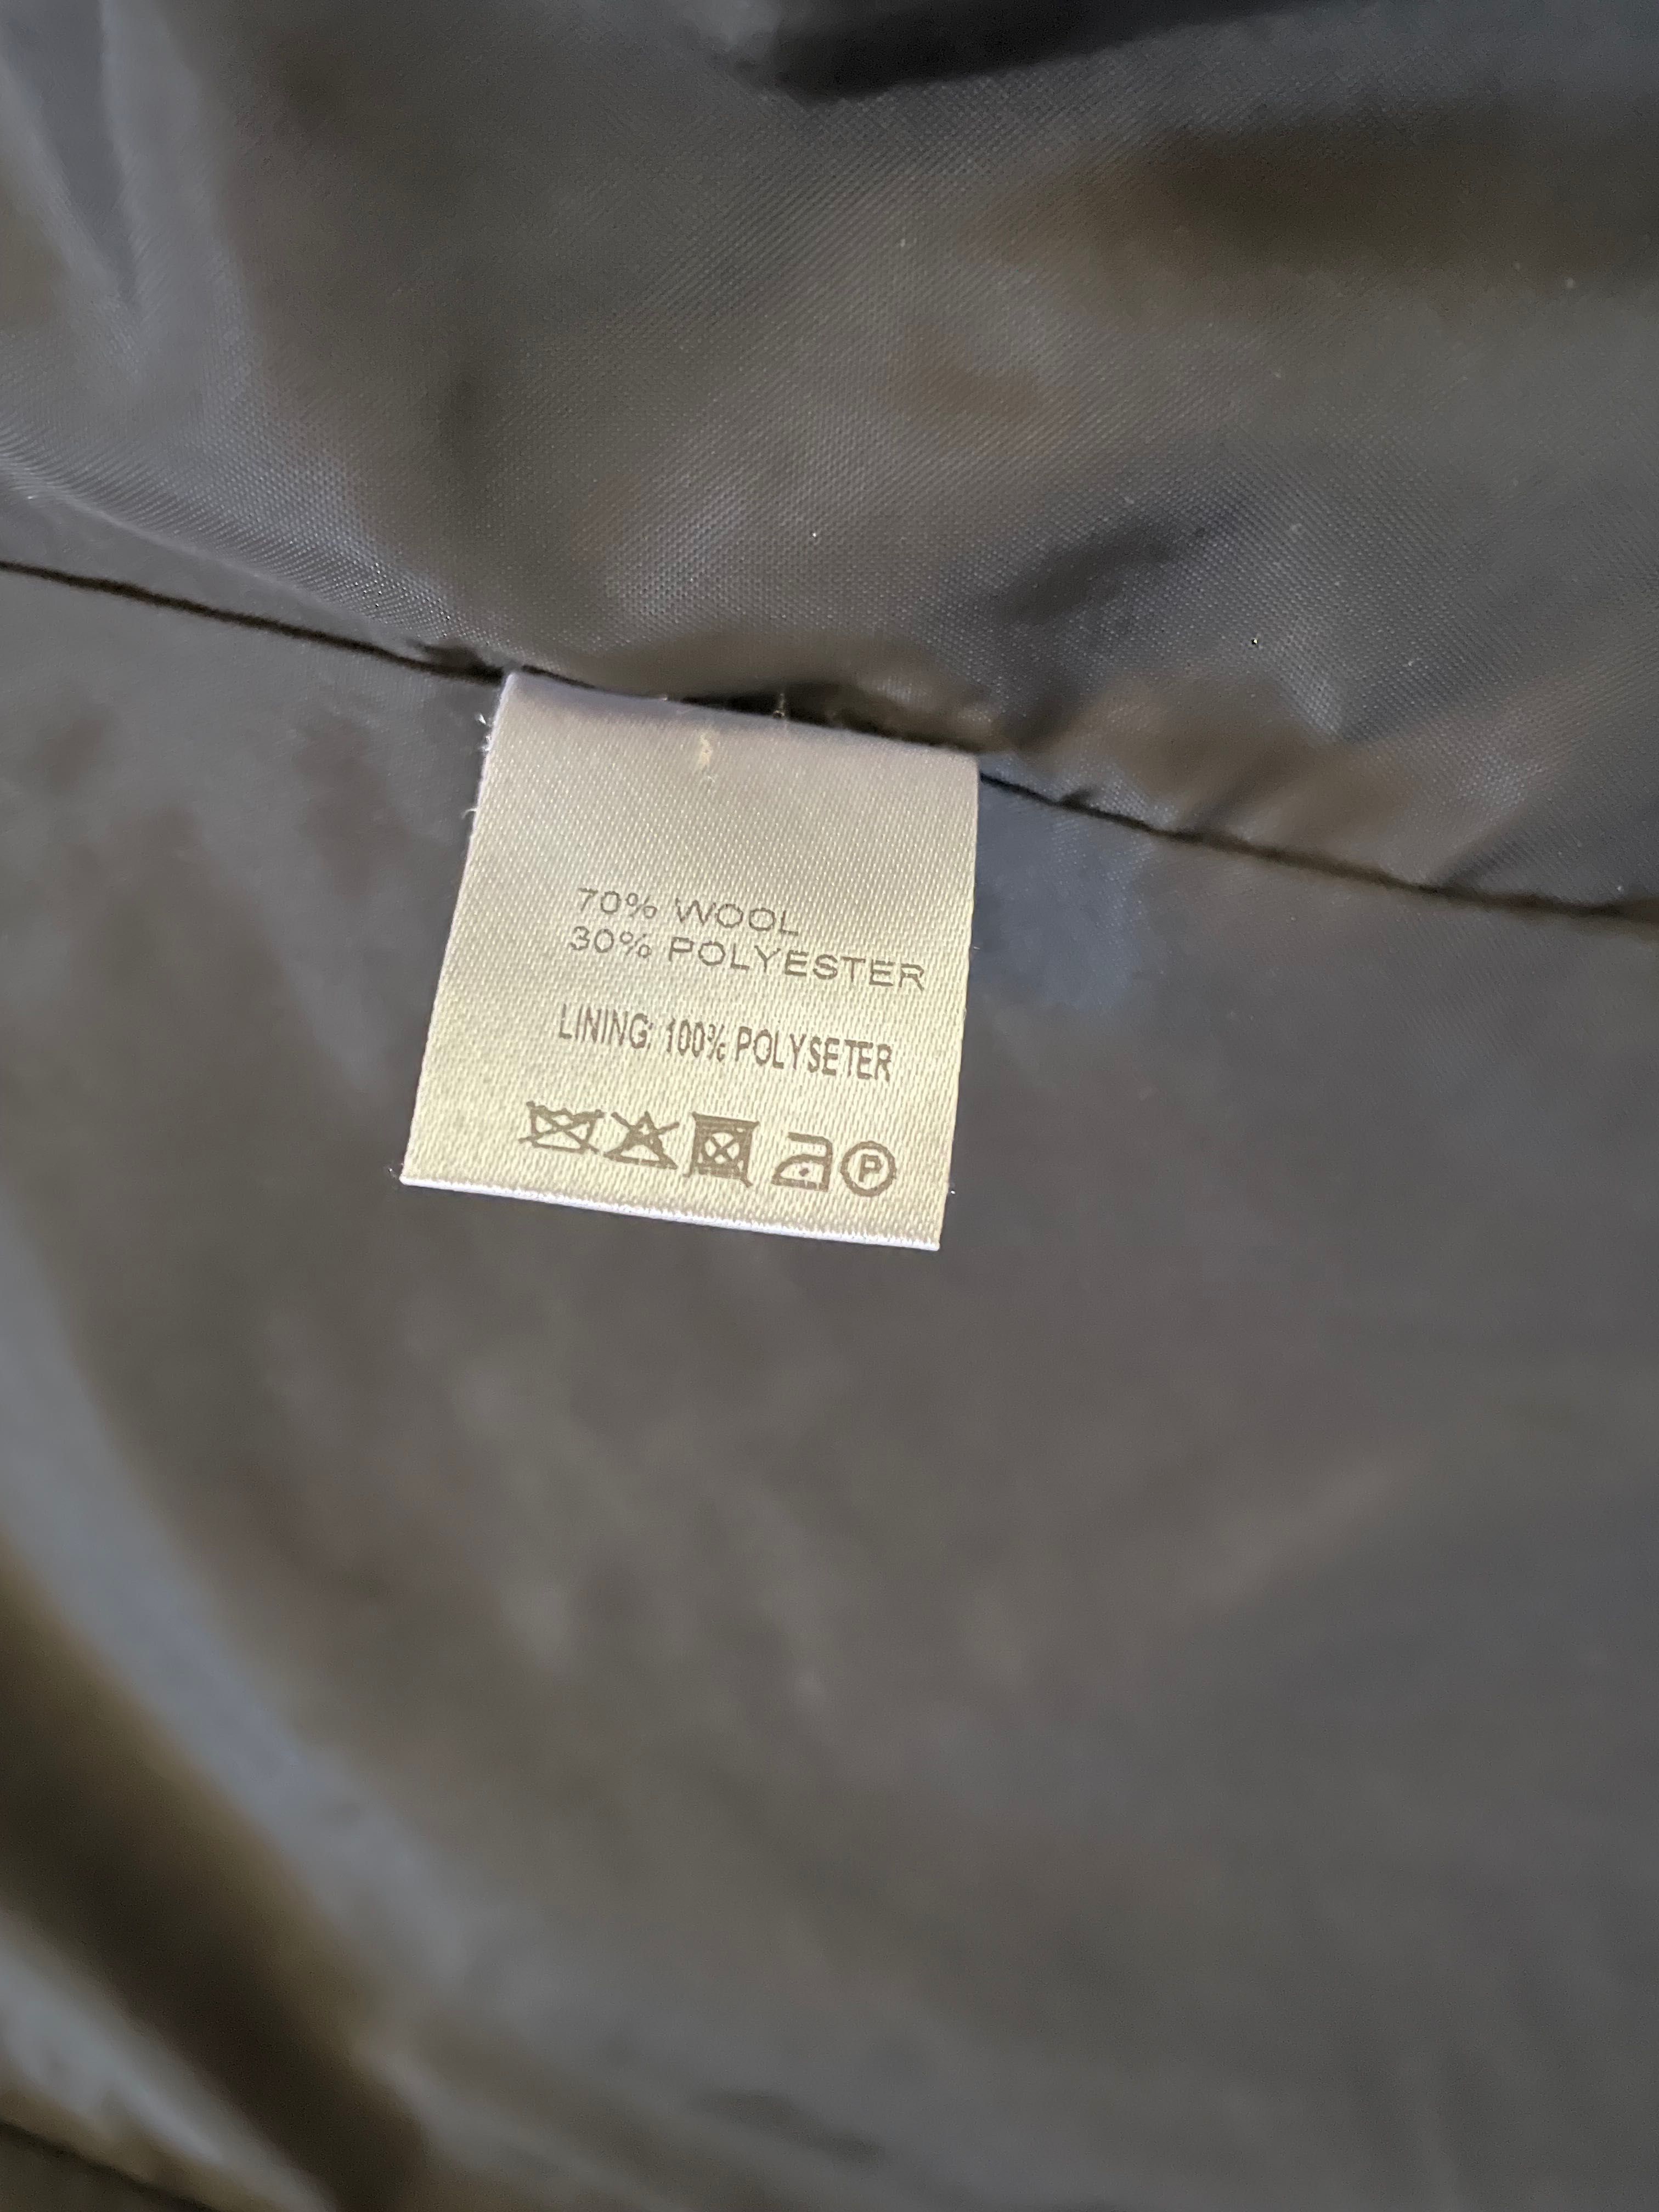 70% WOOL
30% POLYESTER
LINING: 100% POLYSETER
P